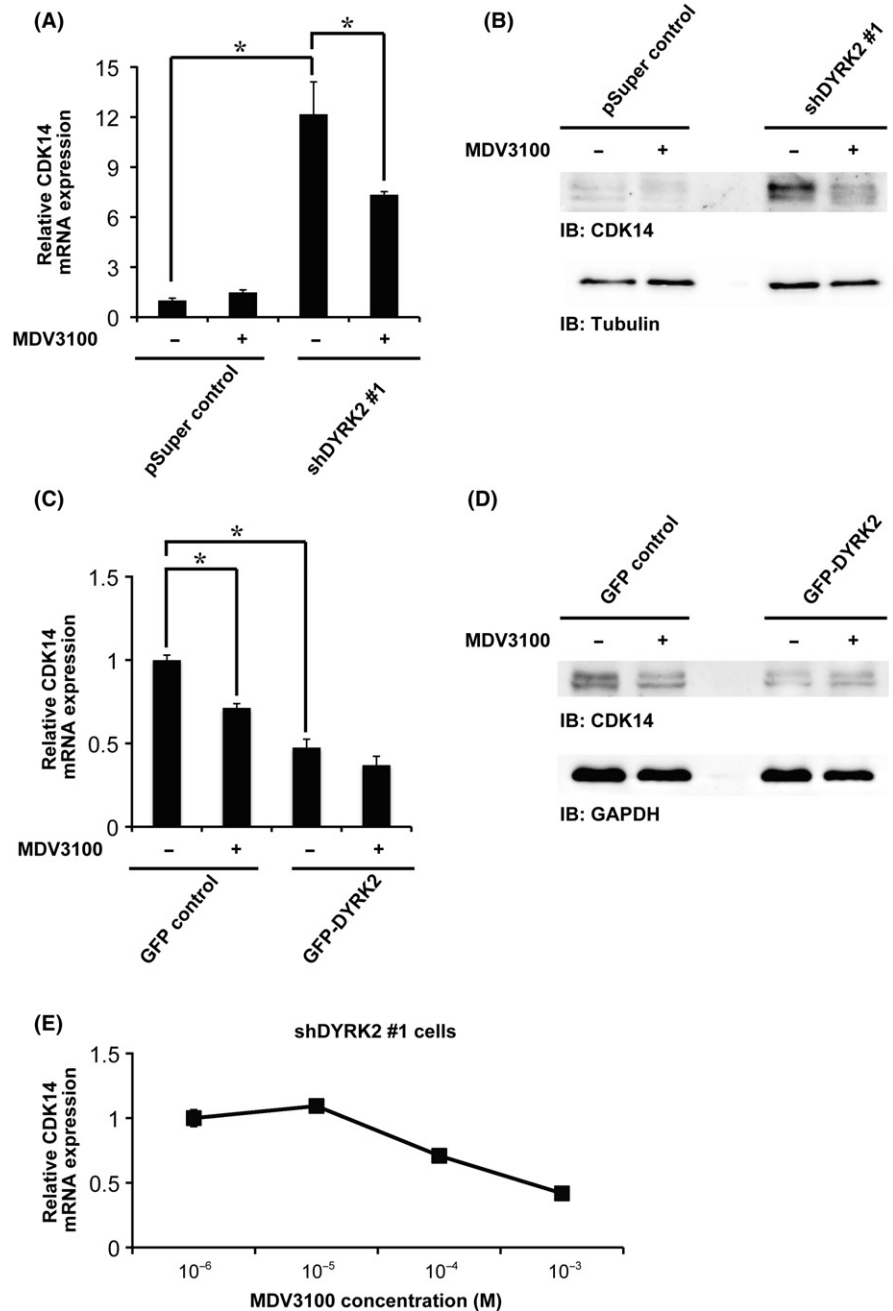 (A)
*
*
Relative CDK14
mRNA expression
15
12
9
6
3
0
MDV3100
– + – +
pSuper control
shDYRK2 #1
(B)
pSuper control
shDYRK2 #1
MDV3100
– + – +
IB: CDK14
IB: Tubulin
(C)
*
*
Relative CDK14
mRNA expression
1.5
1
0.5
0
MDV3100
– + – +
GFP control
GFP-DYRK2
(D)
GFP control
GFP-DYRK2
MDV3100
– + – +
IB: CDK14
IB: GAPDH
(E)
shDYRK2 #1 cells
Relative CDK14
mRNA expression
1.5
1
0.5
0
10⁻⁶ 10⁻⁵ 10⁻⁴ 10⁻³
MDV3100 concentration (M)